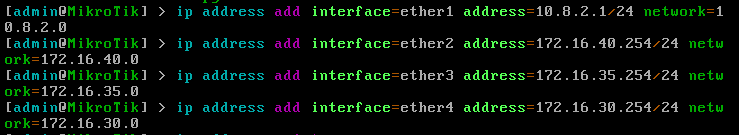 [admin@MikroTik] > ip address add interface=ether1 address=10.8.2.1/24 network=1
0.8.2.0
[admin@MikroTik] > ip address add interface=ether2 address=172.16.40.254/24 netw
ork=172.16.40.0
[admin@MikroTik] > ip address add interface=ether3 address=172.16.35.254/24 netw
ork=172.16.35.0
[admin@MikroTik] > ip address add interface=ether4 address=172.16.30.254/24 netw
ork=172.16.30.0